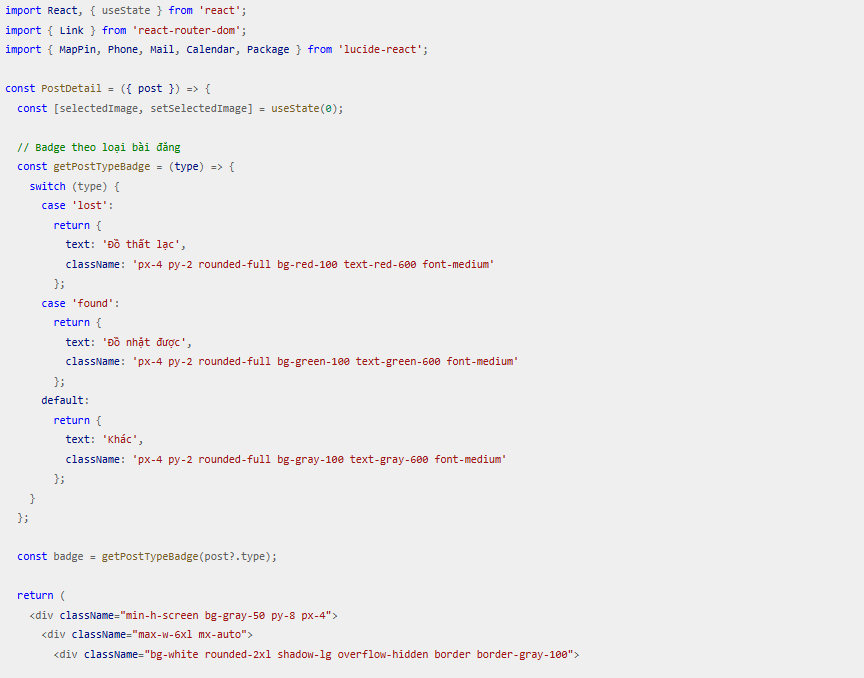 import React, { useState } from 'react';
import { Link } from 'react-router-dom';
import { MapPin, Phone, Mail, Calendar, Package } from 'lucide-react';

const PostDetail = ({ post }) => {
  const [selectedImage, setSelectedImage] = useState(0);

  // Badge theo loại bài đăng
  const getPostTypeBadge = (type) => {
    switch (type) {
      case 'lost':
        return {
          text: 'Đồ thất lạc',
          className: 'px-4 py-2 rounded-full bg-red-100 text-red-600 font-medium'
        };
      case 'found':
        return {
          text: 'Đồ nhặt được',
          className: 'px-4 py-2 rounded-full bg-green-100 text-green-600 font-medium'
        };
      default:
        return {
          text: 'Khác',
          className: 'px-4 py-2 rounded-full bg-gray-100 text-gray-600 font-medium'
        };
    }
  };

  const badge = getPostTypeBadge(post?.type);

  return (
    <div className="min-h-screen bg-gray-50 py-8 px-4">
      <div className="max-w-6xl mx-auto">
        <div className="bg-white rounded-2xl shadow-lg overflow-hidden border border-gray-100">